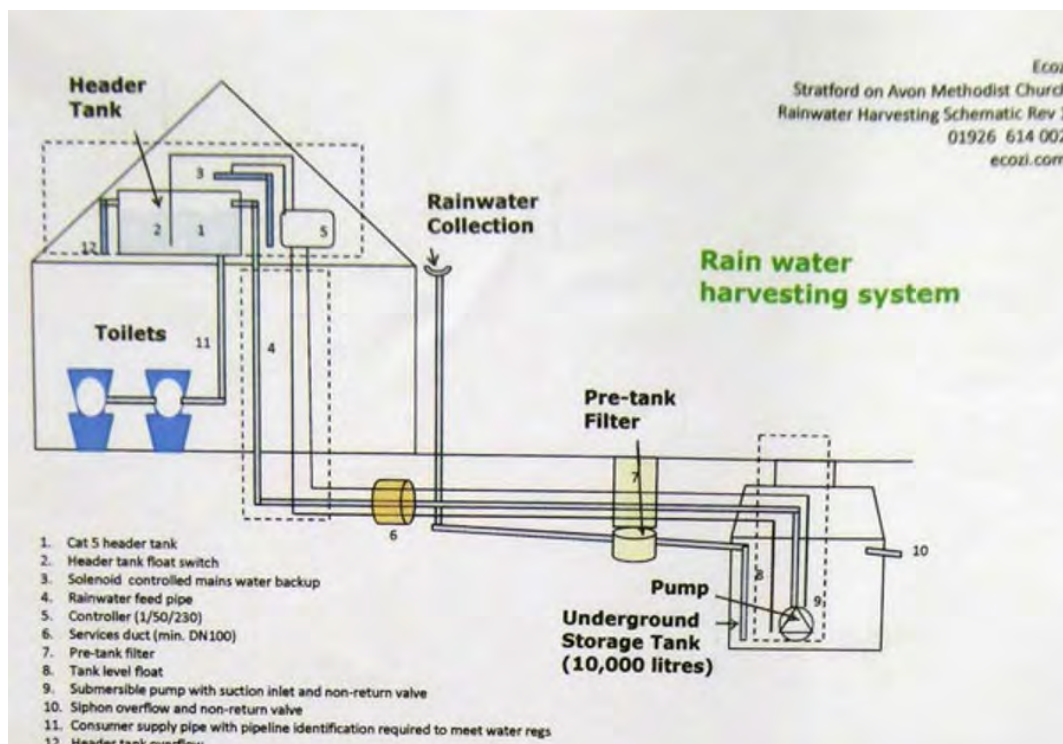 Ecozi
Stratford on Avon Methodist Church
Rainwater Harvesting Schematic Rev
01926 614 002
ecozi.com
Header
Tank
3
2
1
5
12
Rainwater
Collection
Rain water
harvesting system
Toilets
11
4
Pre-tank
Filter
7
6
10
8
9
Pump
Underground
Storage Tank
(10,000 litres)
1. Cat 5 header tank
2. Header tank float switch
3. Solenoid controlled mains water backup
4. Rainwater feed pipe
5. Controller (1/50/230)
6. Services duct (min. DN100)
7. Pre-tank filter
8. Tank level float
9. Submersible pump with suction inlet and non-return valve
10. Siphon overflow and non-return valve
11. Consumer supply pipe with pipeline identification required to meet water regs
12. Header tank overflow